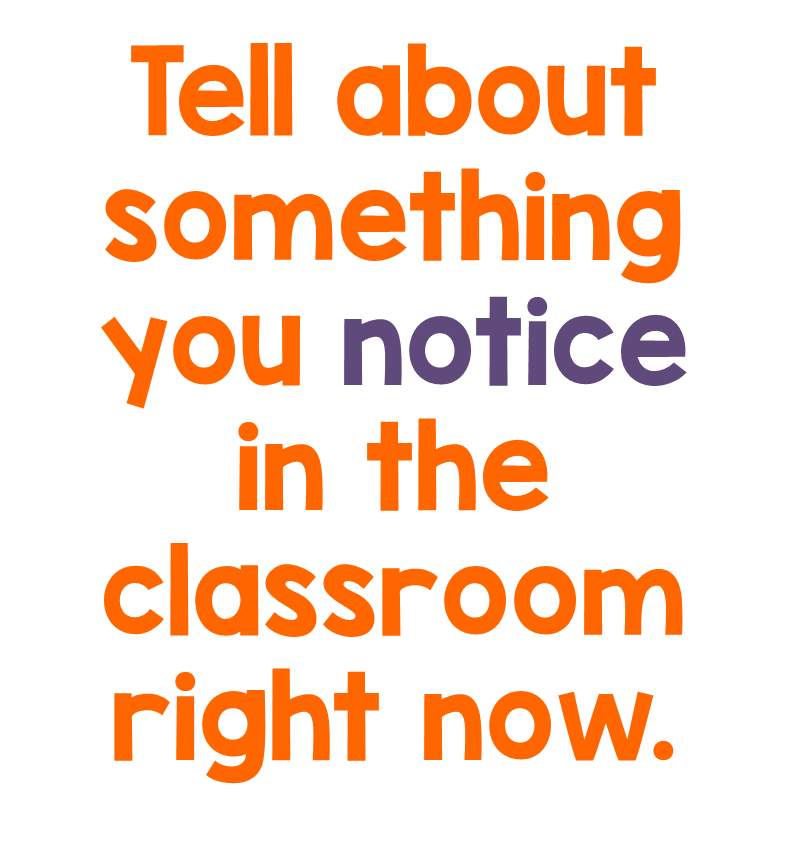 Tell about
something
you notice
in the
classroom
right now.